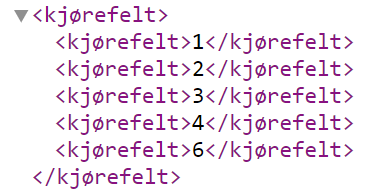 <kjørefelt>
<kjørefelt>1</kjørefelt>
<kjørefelt>2</kjørefelt>
<kjørefelt>3</kjørefelt>
<kjørefelt>4</kjørefelt>
<kjørefelt>6</kjørefelt>
</kjørefelt>